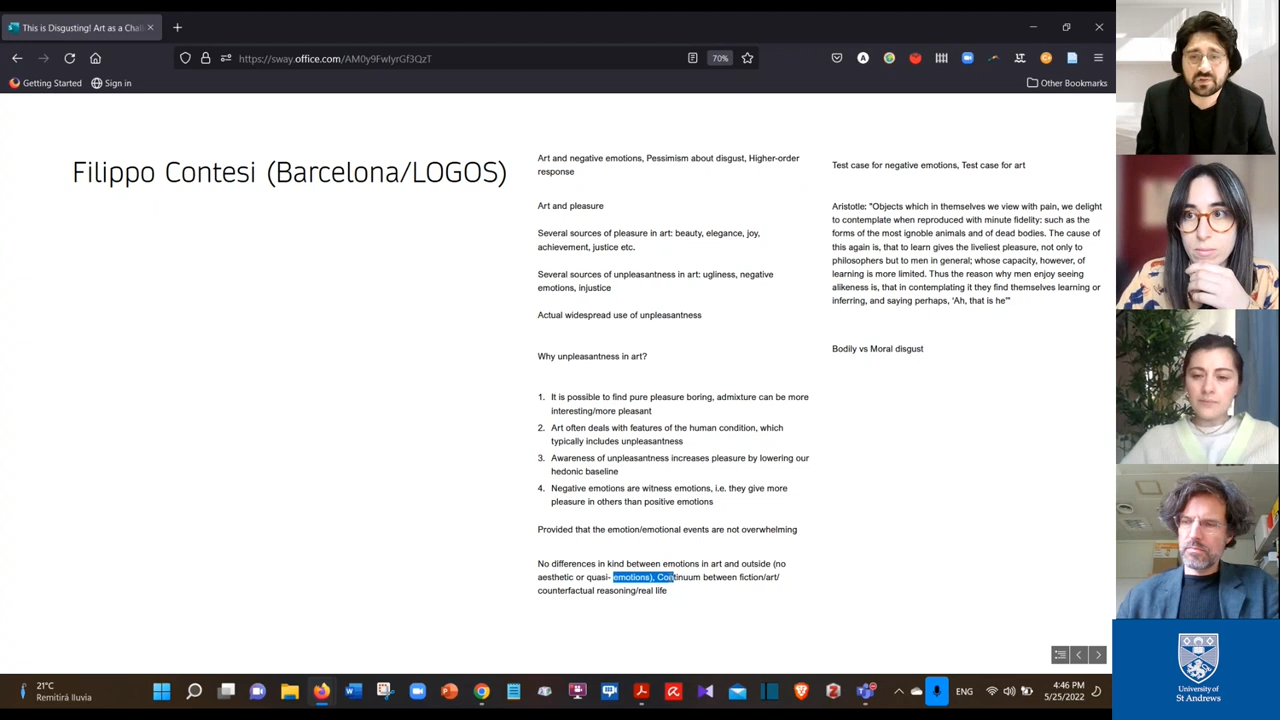 This is Disgusting! Art as a Chal
https://sway.office.com/AM0y9FwIyrGf3QzT
70%
Getting Started
Sign in
Other Bookmarks
Filippo Contesi (Barcelona/LOGOS)
Art and negative emotions, Pessimism about disgust, Higher-order
response
Art and pleasure
Several sources of pleasure in art: beauty, elegance, joy,
achievement, justice etc.
Several sources of unpleasantness in art: ugliness, negative
emotions, injustice
Actual widespread use of unpleasantness
Why unpleasantness in art?
1. It is possible to find pure pleasure boring, admixture can be more
interesting/more pleasant
2. Art often deals with features of the human condition, which
typically includes unpleasantness
3. Awareness of unpleasantness increases pleasure by lowering our
hedonic baseline
4. Negative emotions are witness emotions, i.e. they give more
pleasure in others than positive emotions
Provided that the emotion/emotional events are not overwhelming
No differences in kind between emotions in art and outside (no
aesthetic or quasi- emotions), Continuum between fiction/art/
counterfactual reasoning/real life
Test case for negative emotions, Test case for art
Aristotle: "Objects which in themselves we view with pain, we delight
to contemplate when reproduced with minute fidelity: such as the
forms of the most ignoble animals and of dead bodies. The cause of
this again is, that to learn gives the liveliest pleasure, not only to
philosophers but to men in general; whose capacity, however, of
learning is more limited. Thus the reason why men enjoy seeing
alikeness is, that in contemplating it they find themselves learning or
inferring, and saying perhaps, 'Ah, that is he'"
Bodily vs Moral disgust
21°C
Remitirá lluvia
ENG
4:46 PM
5/25/2022
University of
St Andrews